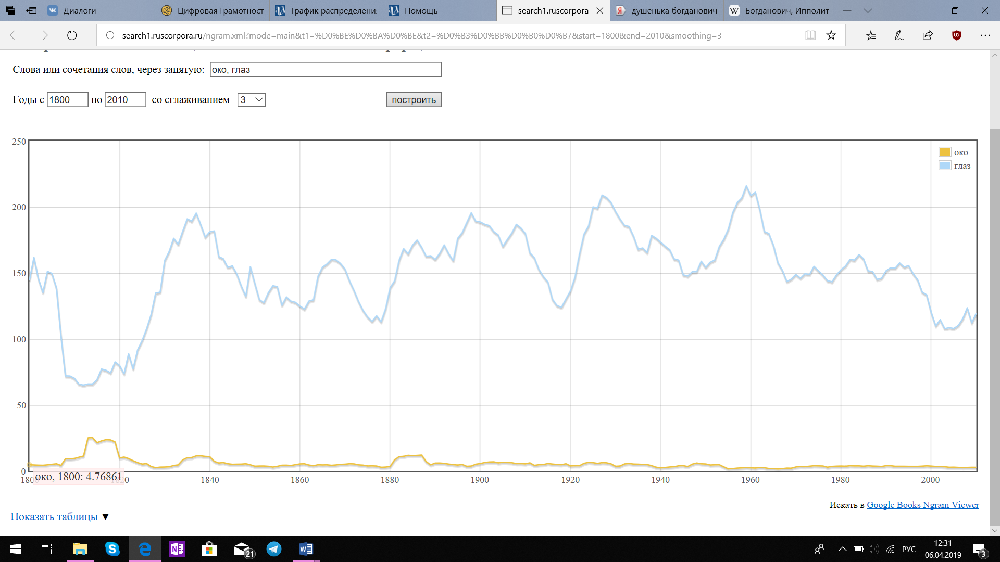 Диалоги
Цифровая Грамотност
График распределени
Помощь
search1.ruscorpora
душенька богданович
Богданович, Ипполит
search1.ruscorpora.ru/ngram.xml?mode=main&t1=%D0%BE%D0%BA%D0%BE&t2=%D0%B3%D0%BB%D0%B0%D0%B7&start=1800&end=2010&smoothing=3
Слова или сочетания слов, через запятую: око, глаз
Годы с 1800 по 2010 со сглаживанием 3 построить
250
око
глаз
200
150
100
50
0
око, 1800: 4.76861
1840 1860 1880 1900 1920 1940 1960 1980 2000
Искать в Google Books Ngram Viewer
Показать таблицы ▼
21
РУС
12:31
06.04.2019
3